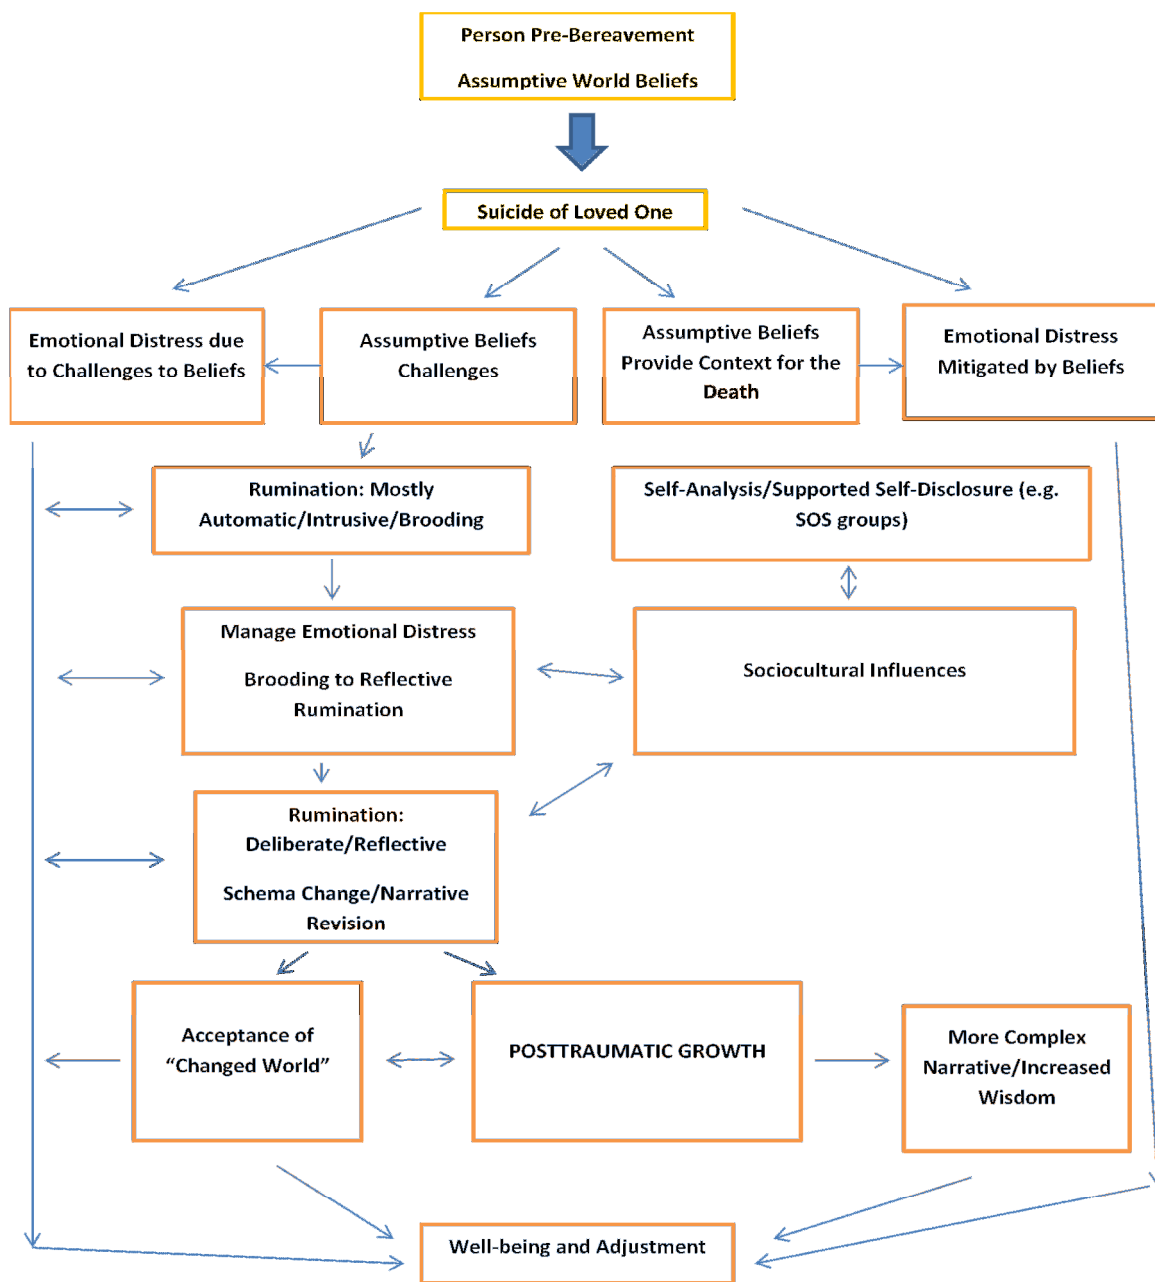 Person Pre-Bereavement
Assumptive World Beliefs
Suicide of Loved One
Emotional Distress due
to Challenges to Beliefs
Assumptive Beliefs
Challenges
Assumptive Beliefs
Provide Context for the
Death
Emotional Distress
Mitigated by Beliefs
Rumination: Mostly
Automatic/Intrusive/Brooding
Self-Analysis/Supported Self-Disclosure (e.g.
SOS groups)
Manage Emotional Distress
Brooding to Reflective
Rumination
Sociocultural Influences
Rumination:
Deliberate/Reflective
Schema Change/Narrative
Revision
Acceptance of
“Changed World”
POSTTRAUMATIC GROWTH
More Complex
Narrative/Increased
Wisdom
Well-being and Adjustment